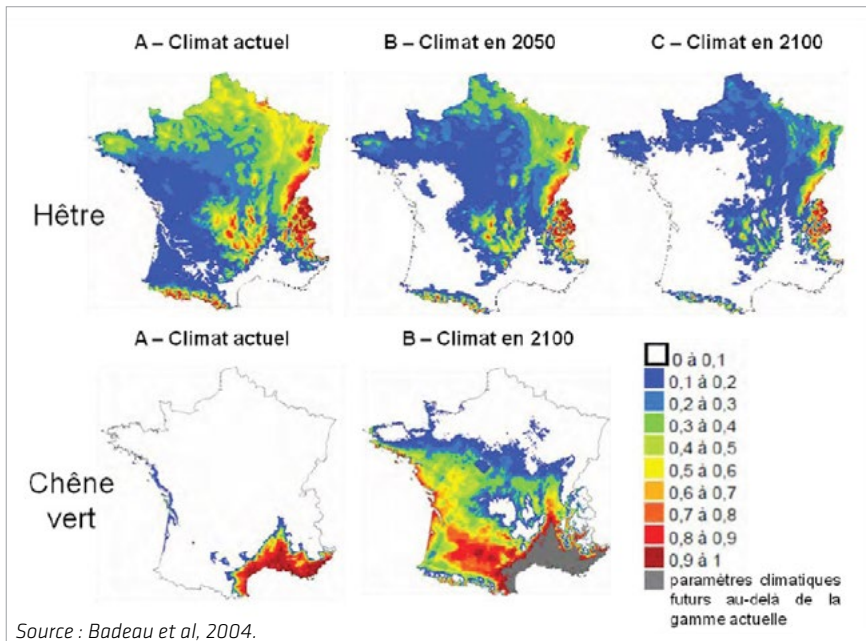 A – Climat actuel
B – Climat en 2050
C – Climat en 2100
Hêtre
A – Climat actuel
B – Climat en 2100
Chêne
vert
0 à 0,1
0,1 à 0,2
0,2 à 0,3
0,3 à 0,4
0,4 à 0,5
0,5 à 0,6
0,6 à 0,7
0,7 à 0,8
0,8 à 0,9
0,9 à 1
paramètres climatiques
futurs au-delà de la
gamme actuelle
Source : Badeau et al, 2004.